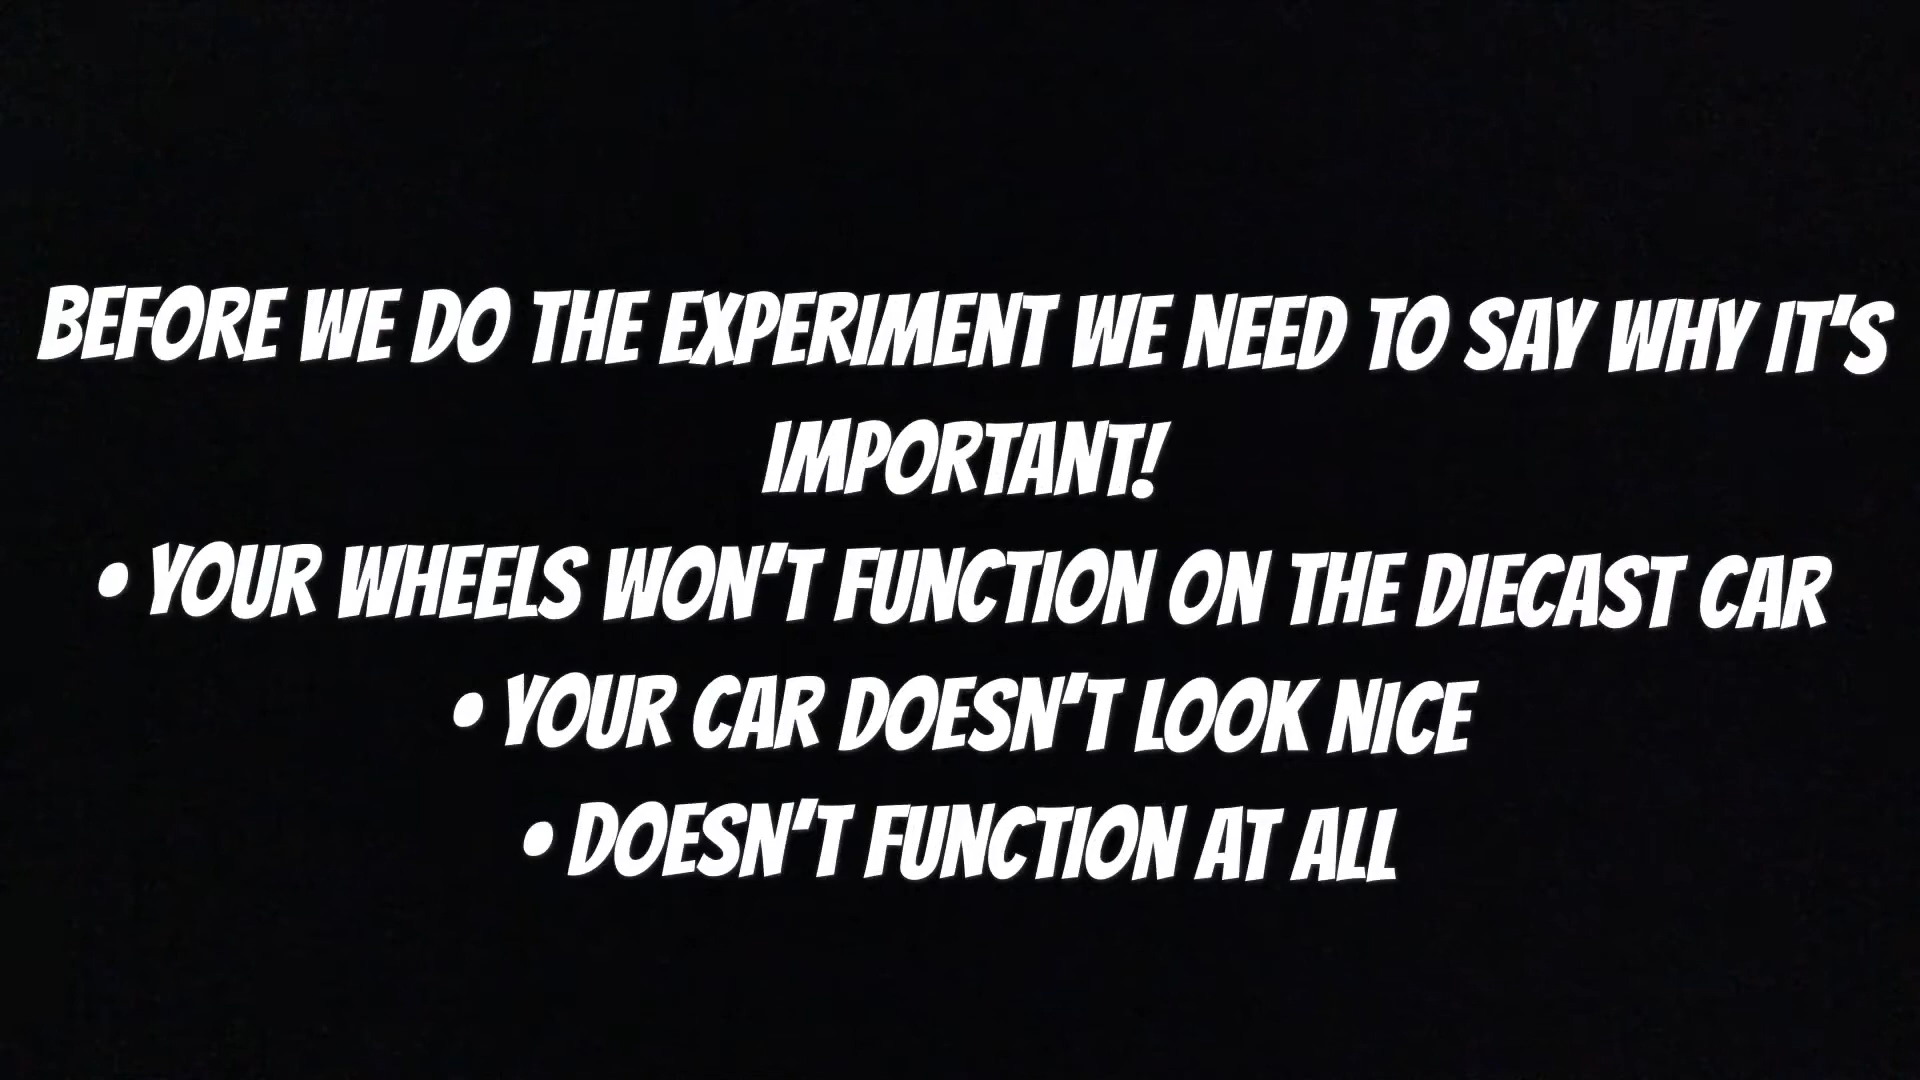 BEFORE WE DO THE EXPERIMENT WE NEED TO SAY WHY IT'S
IMPORTANT!
• YOUR WHEELS WON'T FUNCTION ON THE DIECAST CAR
• YOUR CAR DOESN'T LOOK NICE
• DOESN'T FUNCTION AT ALL